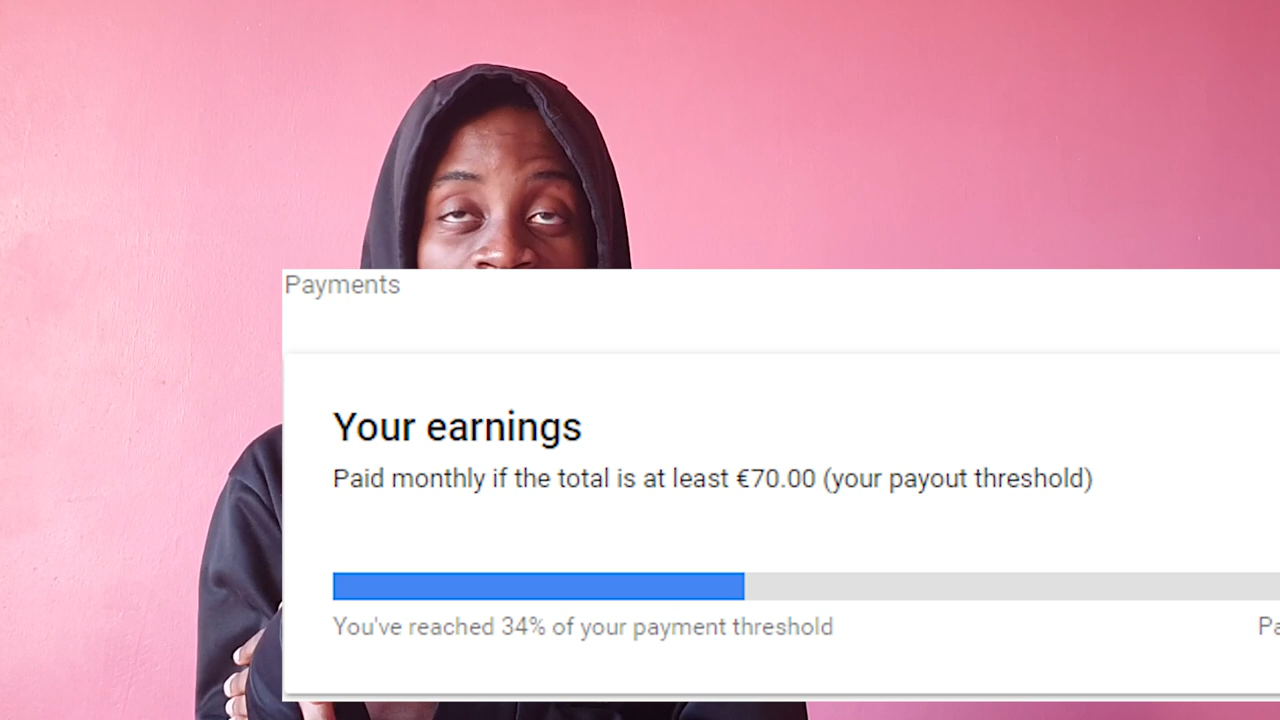 Payments
Your earnings
Paid monthly if the total is at least €70.00 (your payout threshold)
You've reached 34% of your payment threshold
Pa